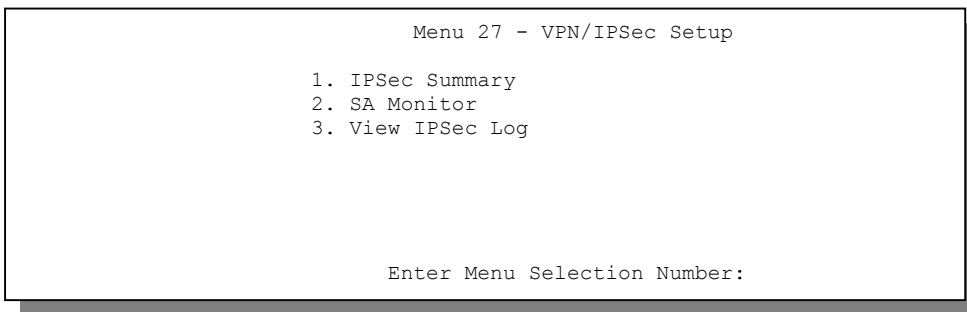 Menu 27 - VPN/IPSec Setup
1. IPSec Summary
2. SA Monitor
3. View IPSec Log
Enter Menu Selection Number: